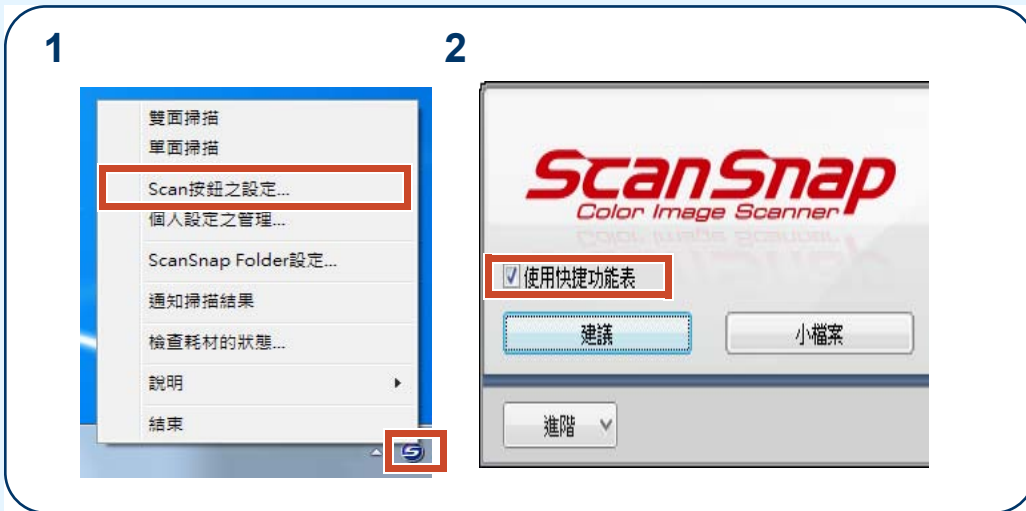 1
雙面掃描
單面掃描
Scan按鈕之設定...
個人設定之管理...
ScanSnap Folder設定...
通知掃描結果
檢查耗材的狀態...
說明
結束
2
ScanSnap
Color Image Scanner
使用快捷功能表
建議 小檔案
進階